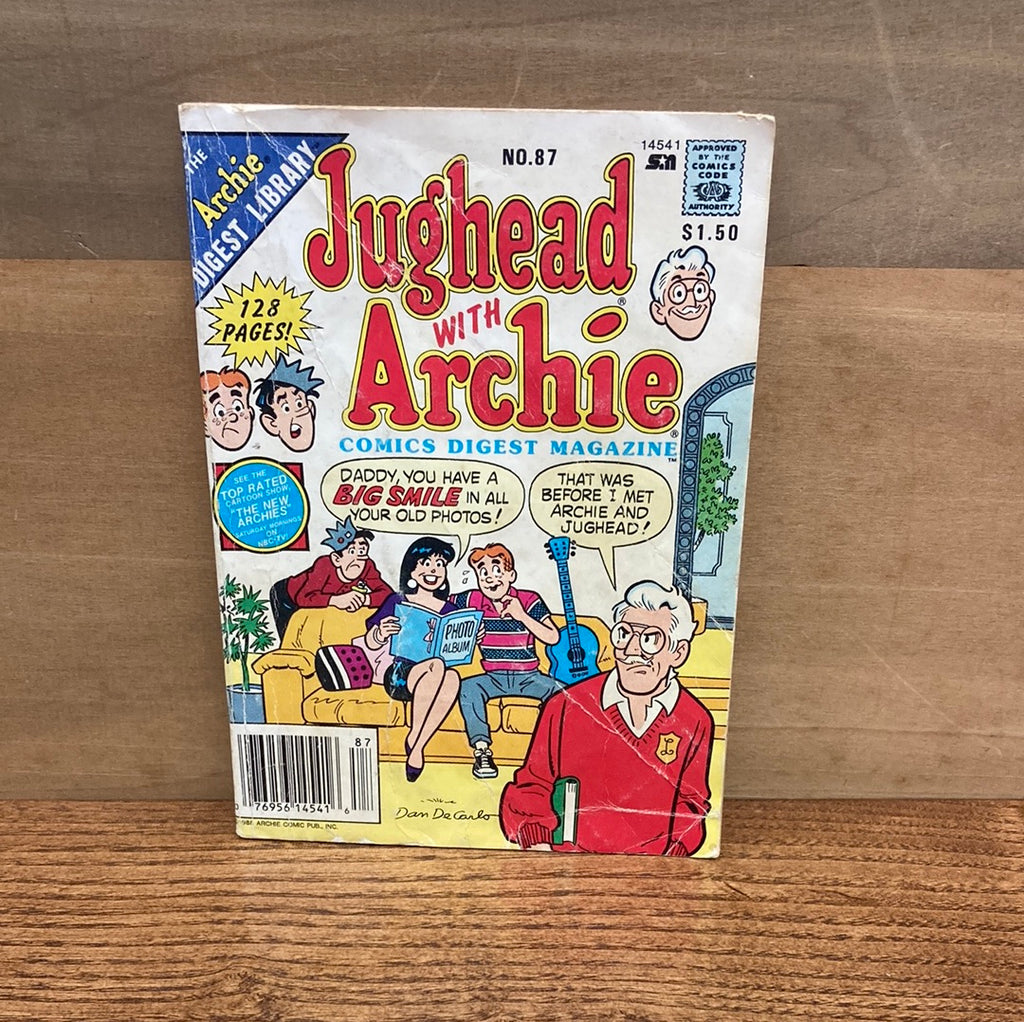 THE
Archie®
DIGEST LIBRARY
NO.87
14541
APPROVED
BY THE
COMICS
CODE
AUTHORITY
$1.50
Jughead
WITH
Archie®
®
COMICS DIGEST MAGAZINE™
128
PAGES!
SEE THE
TOP RATED
CARTOON SHOW,
"THE NEW
ARCHIES"
SATURDAY MORNINGS
ON
NBC-TV!
DADDY, YOU HAVE A
BIG SMILE IN ALL
YOUR OLD PHOTOS!
THAT WAS
BEFORE I MET
ARCHIE AND
JUGHEAD!
PHOTO
ALBUM
L
87
0 76956 14541 6
Dan DeCarlo
ARCHIE COMIC PUB., INC.